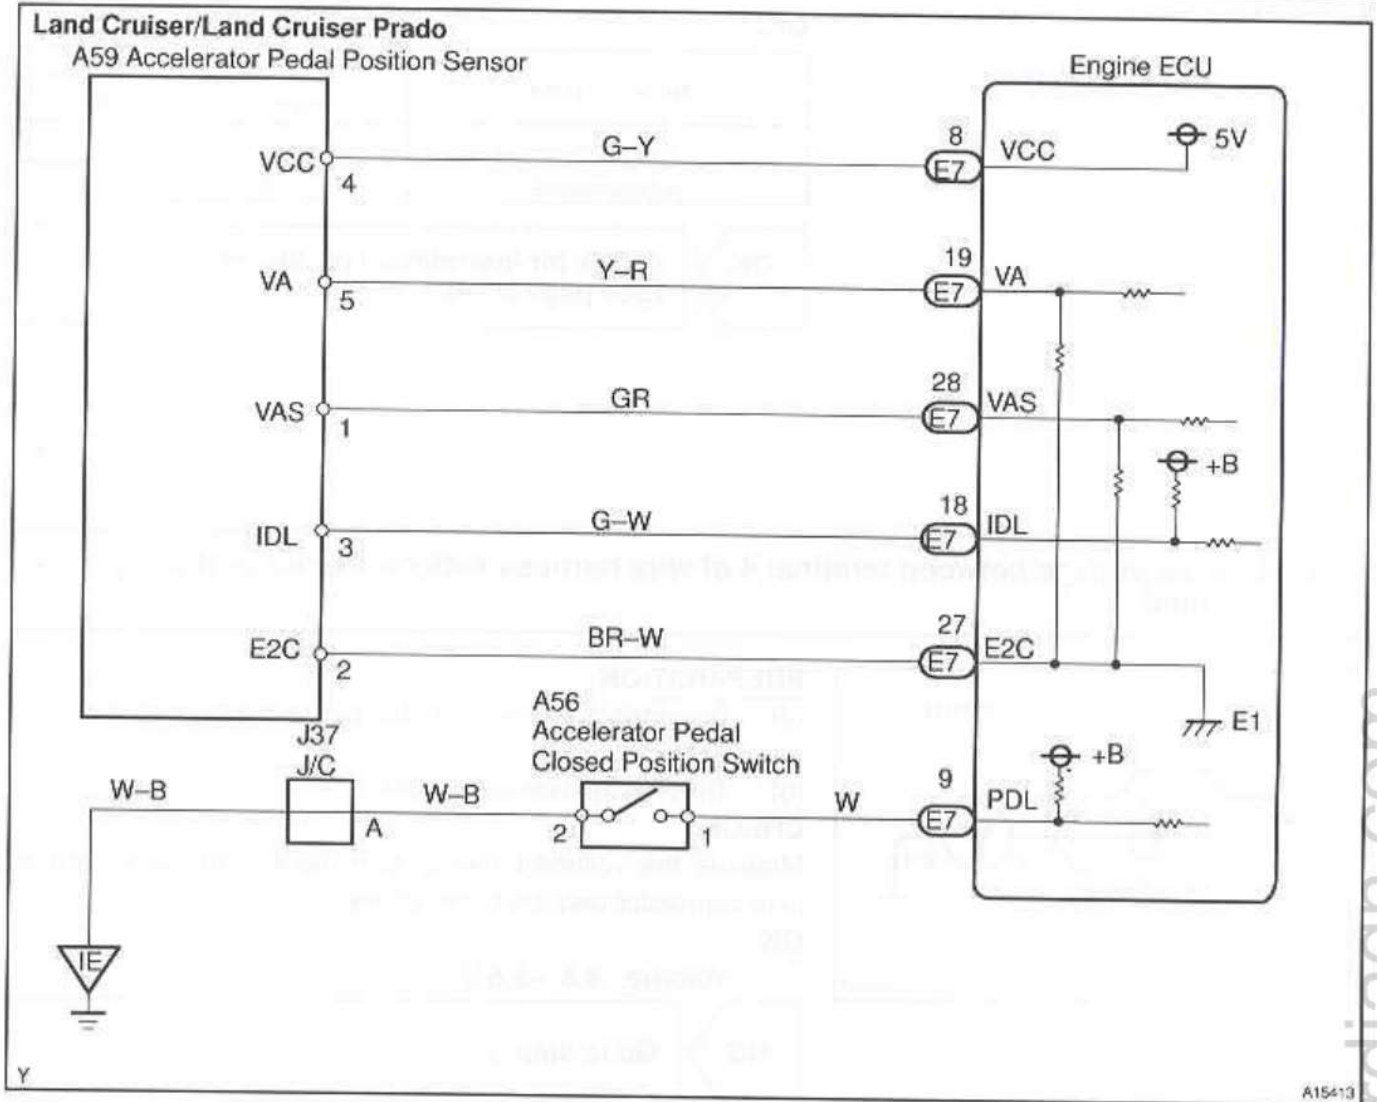 Land Cruiser/Land Cruiser Prado
A59 Accelerator Pedal Position Sensor
Engine ECU
VCC
4
G–Y
8
E7
VCC
5V
VA
5
Y–R
19
E7
VA
VAS
1
GR
28
E7
VAS
+B
IDL
3
G–W
18
E7
IDL
E2C
2
BR–W
27
E7
E2C
E1
J37
J/C
A
W–B
W–B
A56
Accelerator Pedal
Closed Position Switch
2
1
W
9
E7
PDL
+B
IE
Y
A15413